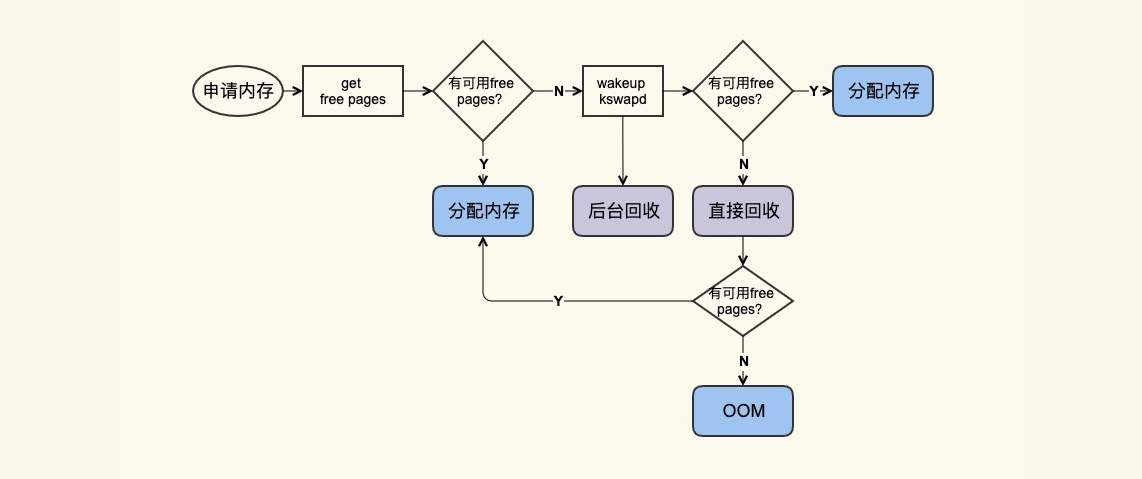 申请内存
get
free pages
有可用free
pages?
N
wakeup
kswapd
有可用free
pages?
Y
分配内存
Y
N
分配内存
后台回收
直接回收
有可用free
pages?
Y
N
OOM